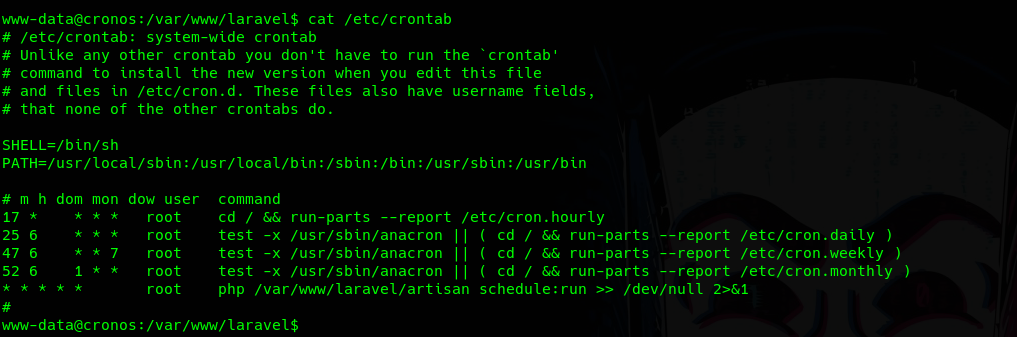 www-data@cronos:/var/www/laravel$ cat /etc/crontab
# /etc/crontab: system-wide crontab
# Unlike any other crontab you don't have to run the `crontab'
# command to install the new version when you edit this file
# and files in /etc/cron.d. These files also have username fields,
# that none of the other crontabs do.

SHELL=/bin/sh
PATH=/usr/local/sbin:/usr/local/bin:/sbin:/bin:/usr/sbin:/usr/bin

# m h dom mon dow user  command
17 *    * * *   root    cd / && run-parts --report /etc/cron.hourly
25 6    * * *   root    test -x /usr/sbin/anacron || ( cd / && run-parts --report /etc/cron.daily )
47 6    * * 7   root    test -x /usr/sbin/anacron || ( cd / && run-parts --report /etc/cron.weekly )
52 6    1 * *   root    test -x /usr/sbin/anacron || ( cd / && run-parts --report /etc/cron.monthly )
* * * * *       root    php /var/www/laravel/artisan schedule:run >> /dev/null 2>&1
#
www-data@cronos:/var/www/laravel$